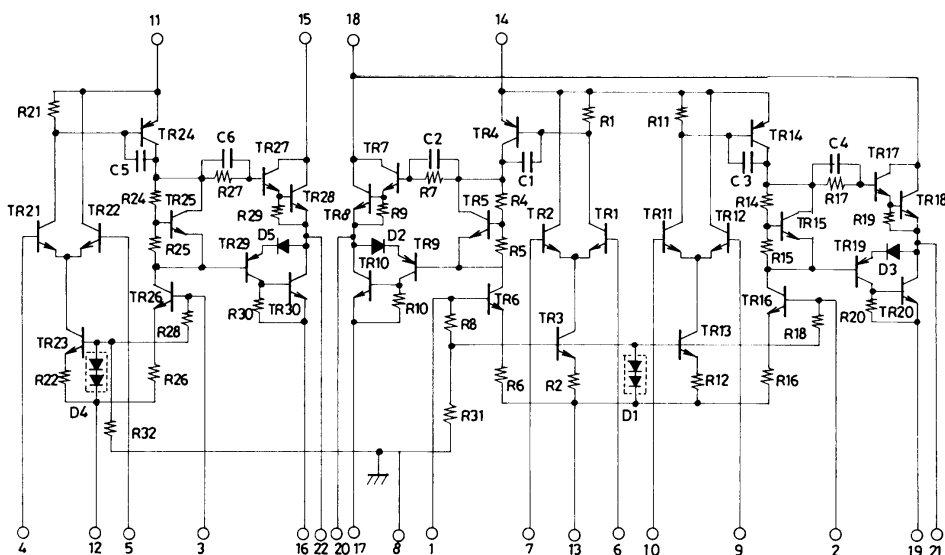 11 15 18 14
R21 TR24 C6 TR27 TR7 C2 TR4 R1 R11 TR14 C4 TR17
C5 R27 R7 C1 C3 R17
R24 TR25 TR28 TR8 R9 TR5 R4 R14 TR15 R19 TR18
TR21 TR22 R29 TR2 TR1 TR11 TR12
R25 TR29 D5 D2 TR9 R5 R15 TR19 D3
TR26 TR10 TR6 TR16
R28 R30 TR30 R10 R8 R18 R20 TR20
TR23 TR3 TR13
R22 R26 R6 R2 R12 R16
D4 R32 R31 D1
4 12 5 3 16 22 20 17 8 1 7 13 6 10 9 2 19 21